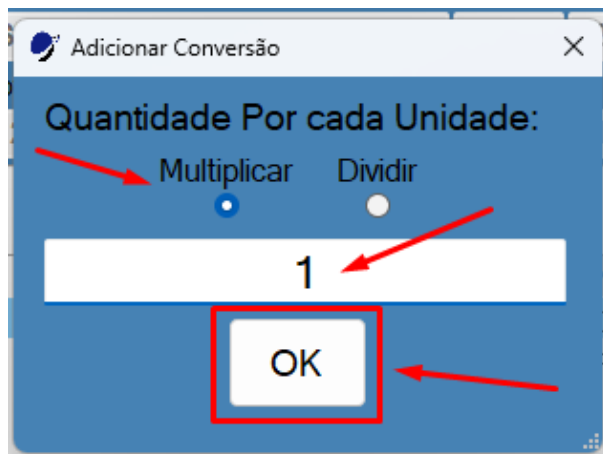 Adicionar Conversão
Quantidade Por cada Unidade:
Multiplicar Dividir
1
OK